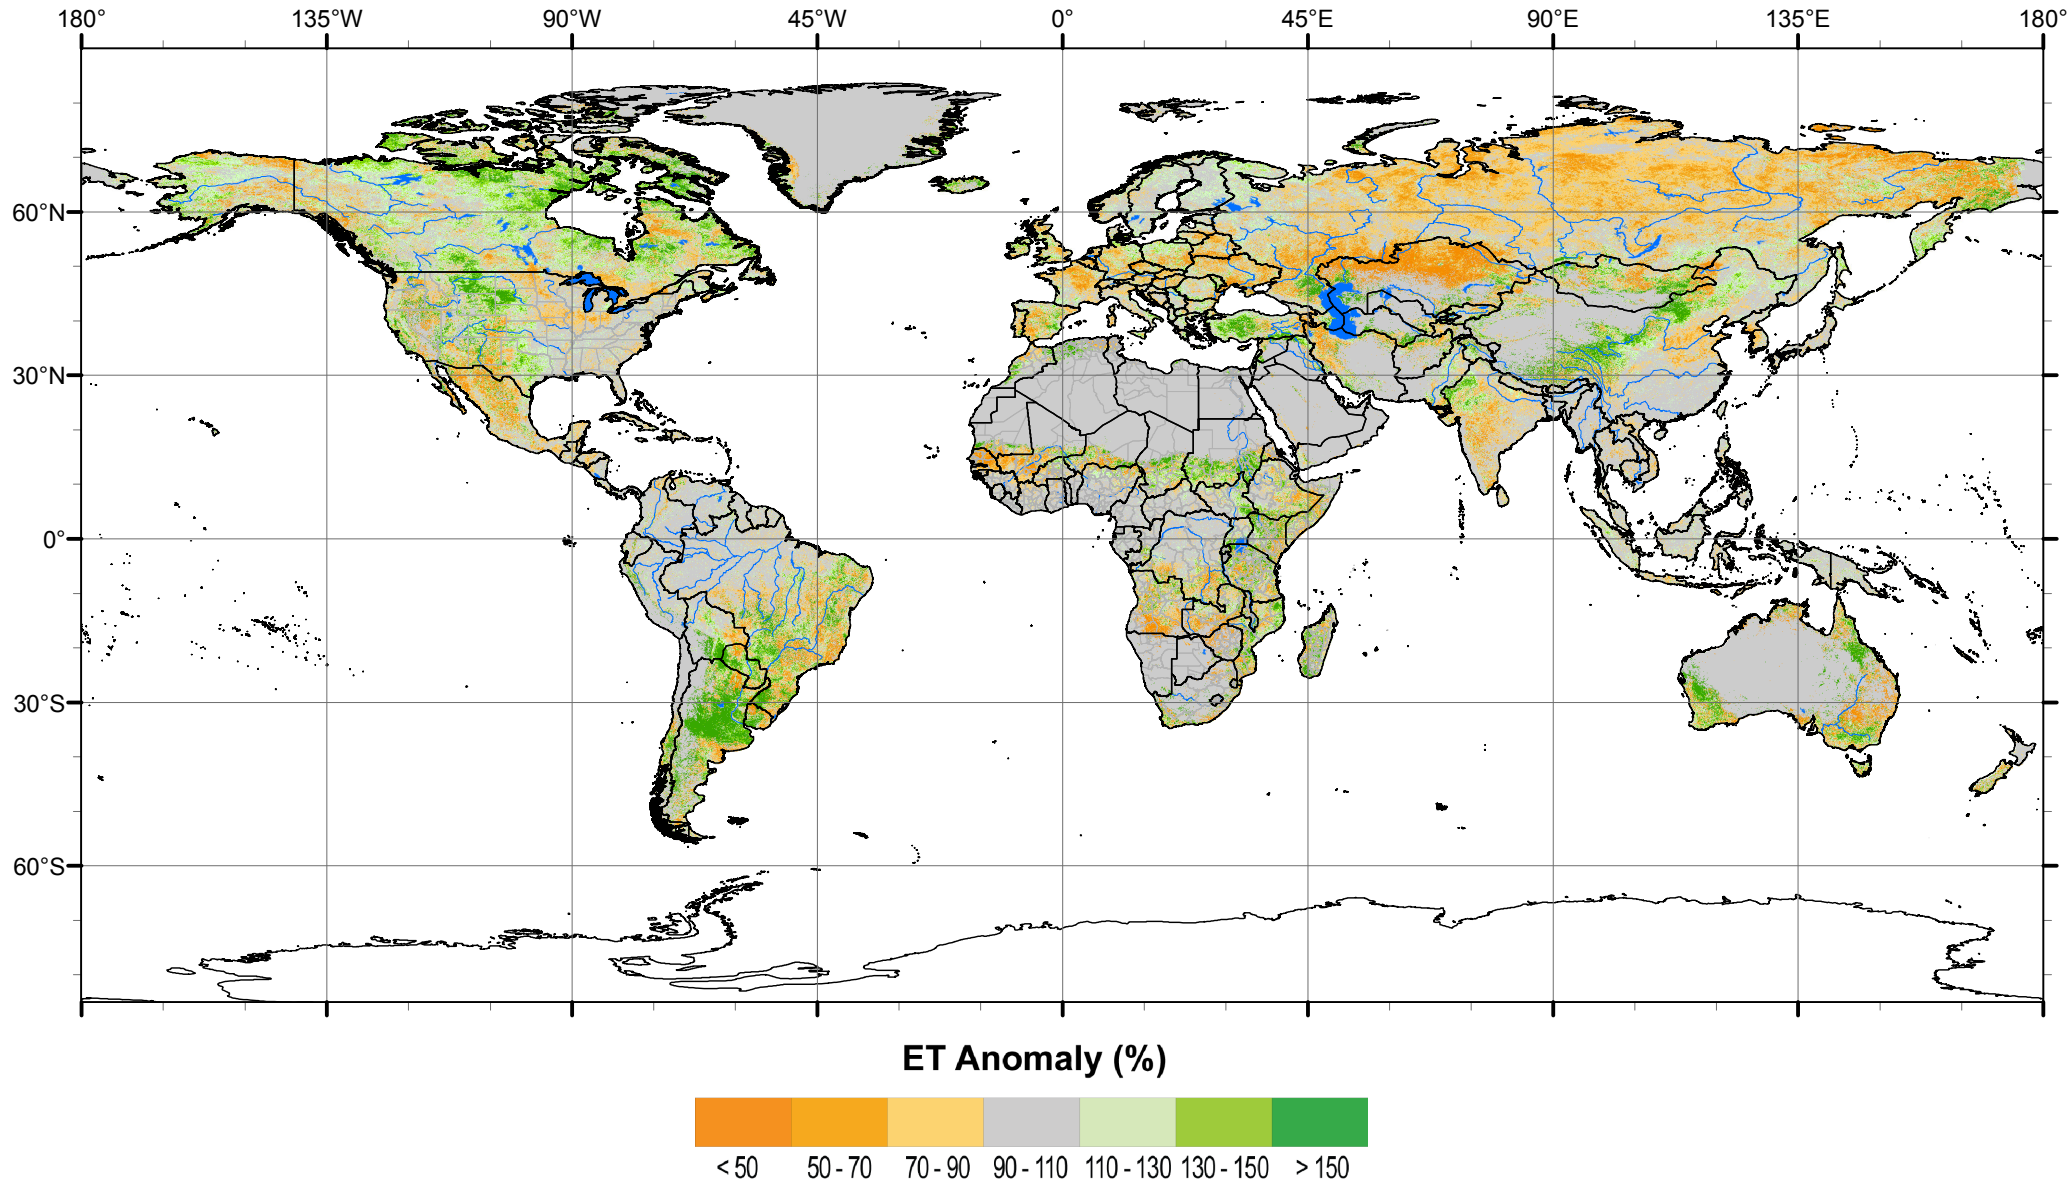 180° 135°W 90°W 45°W 0° 45°E 90°E 135°E 180°
60°N
30°N
0°
30°S
60°S
ET Anomaly (%)
< 50 50 - 70 70 - 90 90 - 110 110 - 130 130 - 150 > 150